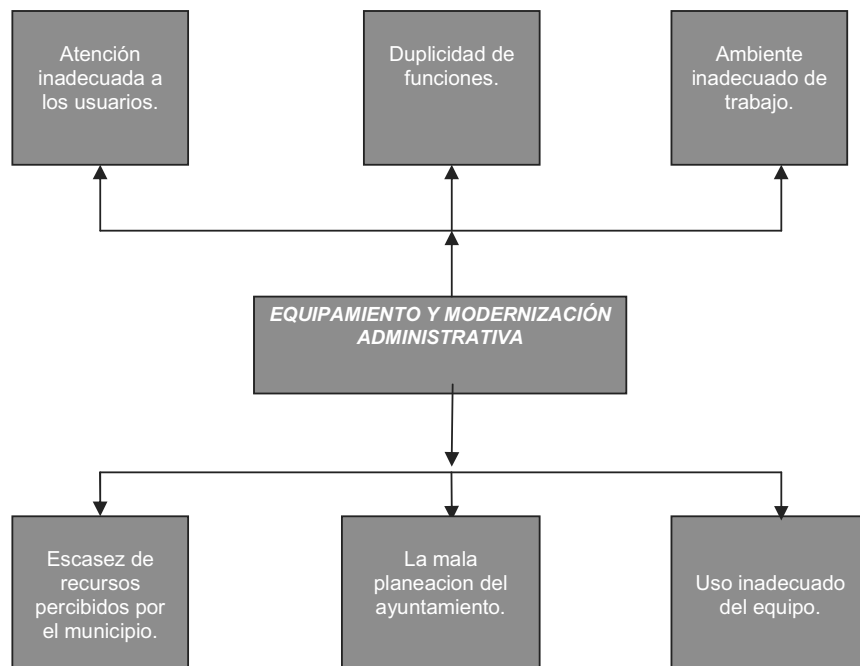 Atención
inadecuada a
los usuarios.
Duplicidad de
funciones.
Ambiente
inadecuado de
trabajo.
EQUIPAMIENTO Y MODERNIZACIÓN
ADMINISTRATIVA
Escasez de
recursos
percibidos por
el municipio.
La mala
planeacion del
ayuntamiento.
Uso inadecuado
del equipo.